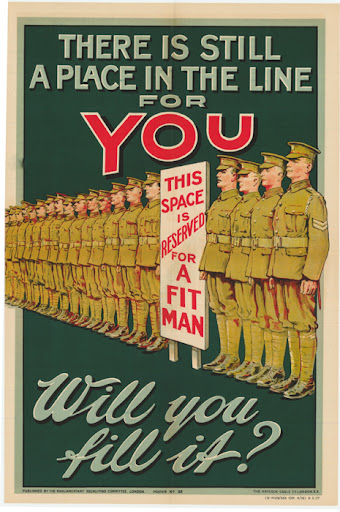 THERE IS STILL
A PLACE IN THE LINE
FOR
YOU
THIS
SPACE
IS
RESERVED
FOR
A
FIT
MAN
Will you
fill it?
PUBLISHED BY THE PARLIAMENTARY RECRUITING COMMITTEE, LONDON. POSTER Nº